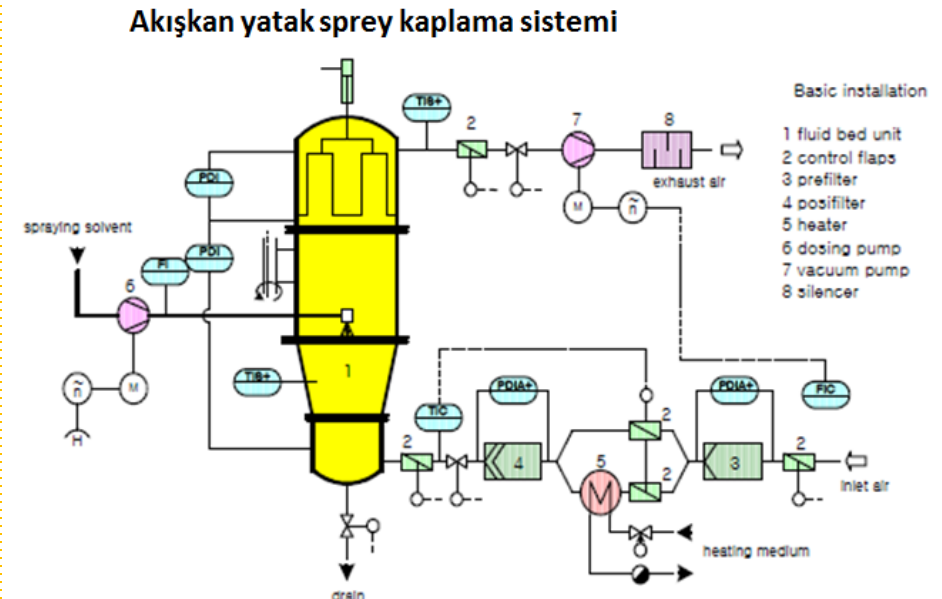 Akışkan yatak sprey kaplama sistemi
Basic installation
1 fluid bed unit
2 control flaps
3 prefilter
4 posifilter
5 heater
6 dosing pump
7 vacuum pump
8 silencer
TIS+
2
7
8
exhaust air
M
ñ
PDI
spraying solvent
PDI
FI
6
1
TIS+
ñ
M
H
TIC
PDIA+
PDIA+
FIC
2
2
2
2
4
5
M
3
inlet air
heating medium
drain